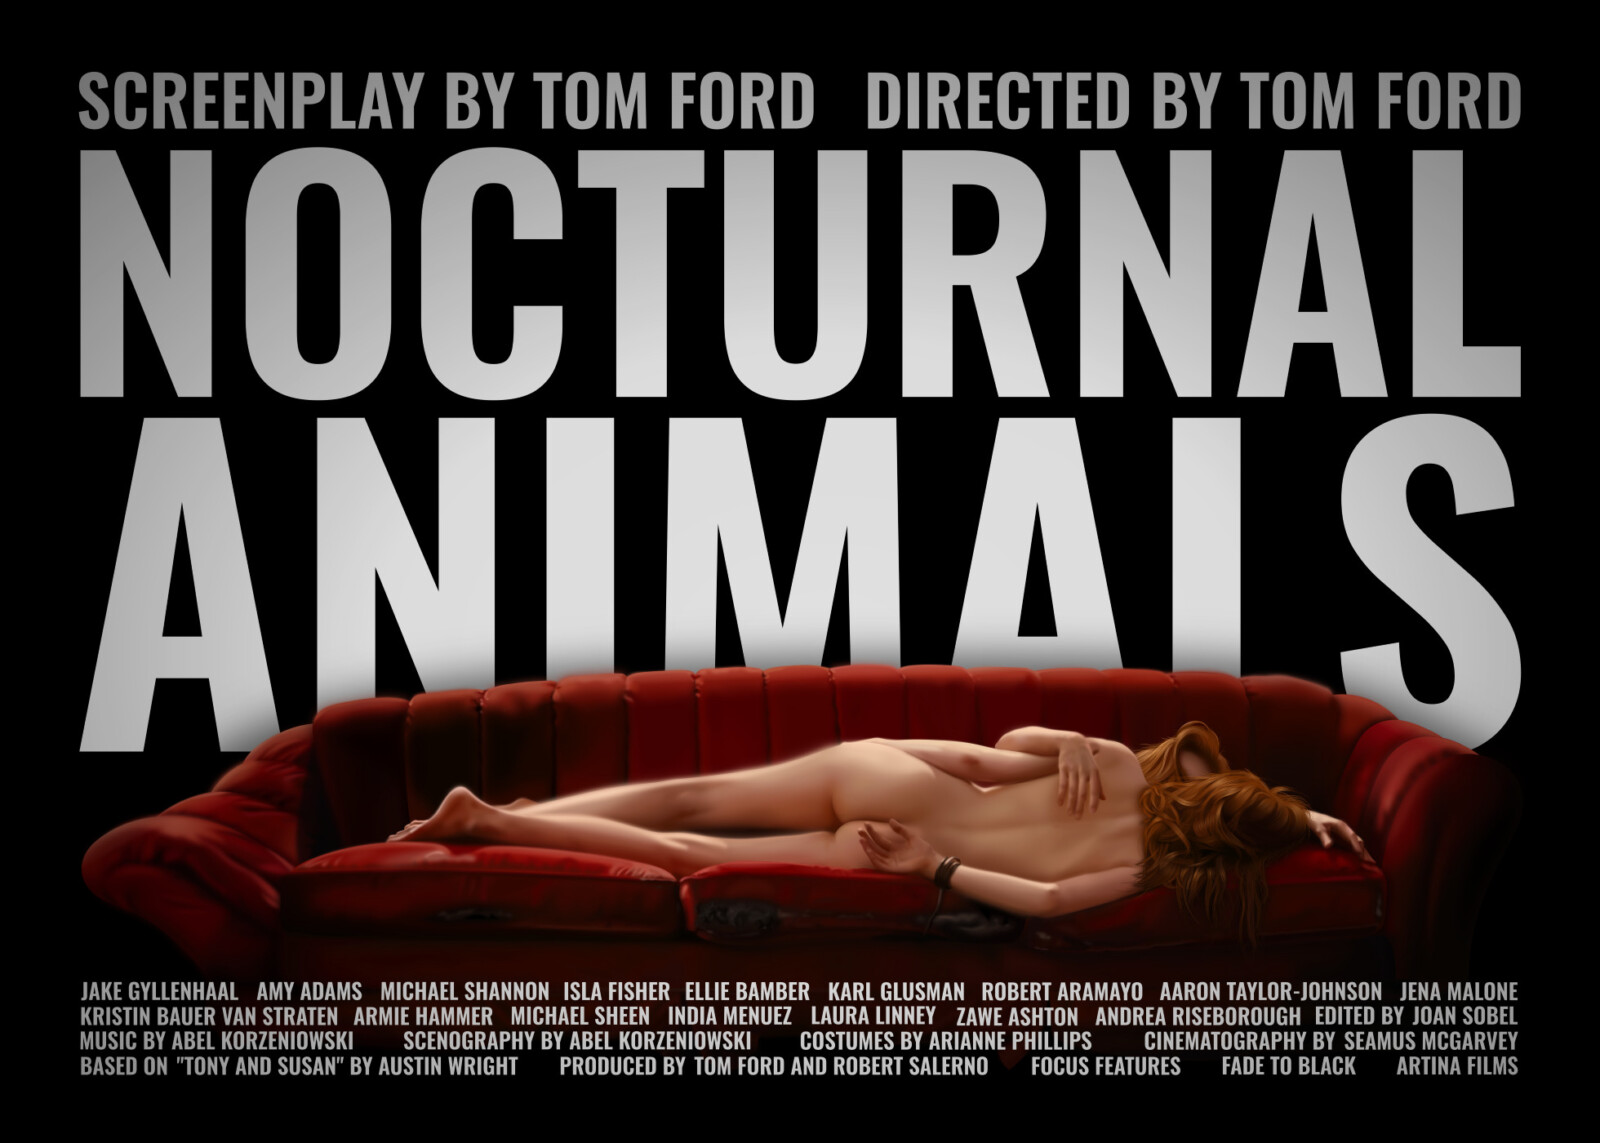 SCREENPLAY BY TOM FORD DIRECTED BY TOM FORD
NOCTURNAL
ANIMALS
JAKE GYLLENHAAL AMY ADAMS MICHAEL SHANNON ISLA FISHER ELLIE BAMBER KARL GLUSMAN ROBERT ARAMAYO AARON TAYLOR-JOHNSON JENA MALONE
KRISTIN BAUER VAN STRATEN ARMIE HAMMER MICHAEL SHEEN INDIA MENUEZ LAURA LINNEY ZAWE ASHTON ANDREA RISEBOROUGH EDITED BY JOAN SOBEL
MUSIC BY ABEL KORZENIOWSKI SCENOGRAPHY BY ABEL KORZENIOWSKI COSTUMES BY ARIANNE PHILLIPS CINEMATOGRAPHY BY SEAMUS MCGARVEY
BASED ON "TONY AND SUSAN" BY AUSTIN WRIGHT PRODUCED BY TOM FORD AND ROBERT SALERNO FOCUS FEATURES FADE TO BLACK ARTINA FILMS